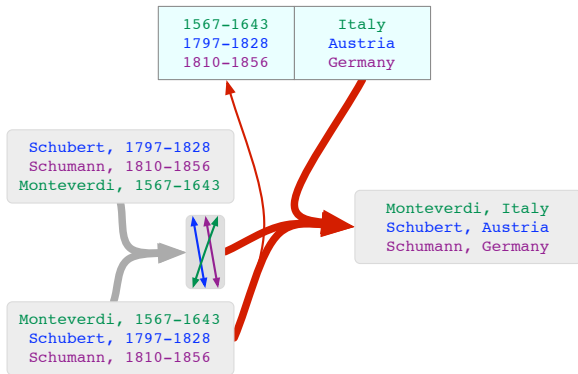 1567-1643 Italy
1797-1828 Austria
1810-1856 Germany
Schubert, 1797-1828
Schumann, 1810-1856
Monteverdi, 1567-1643
Monteverdi, Italy
Schubert, Austria
Schumann, Germany
Monteverdi, 1567-1643
Schubert, 1797-1828
Schumann, 1810-1856